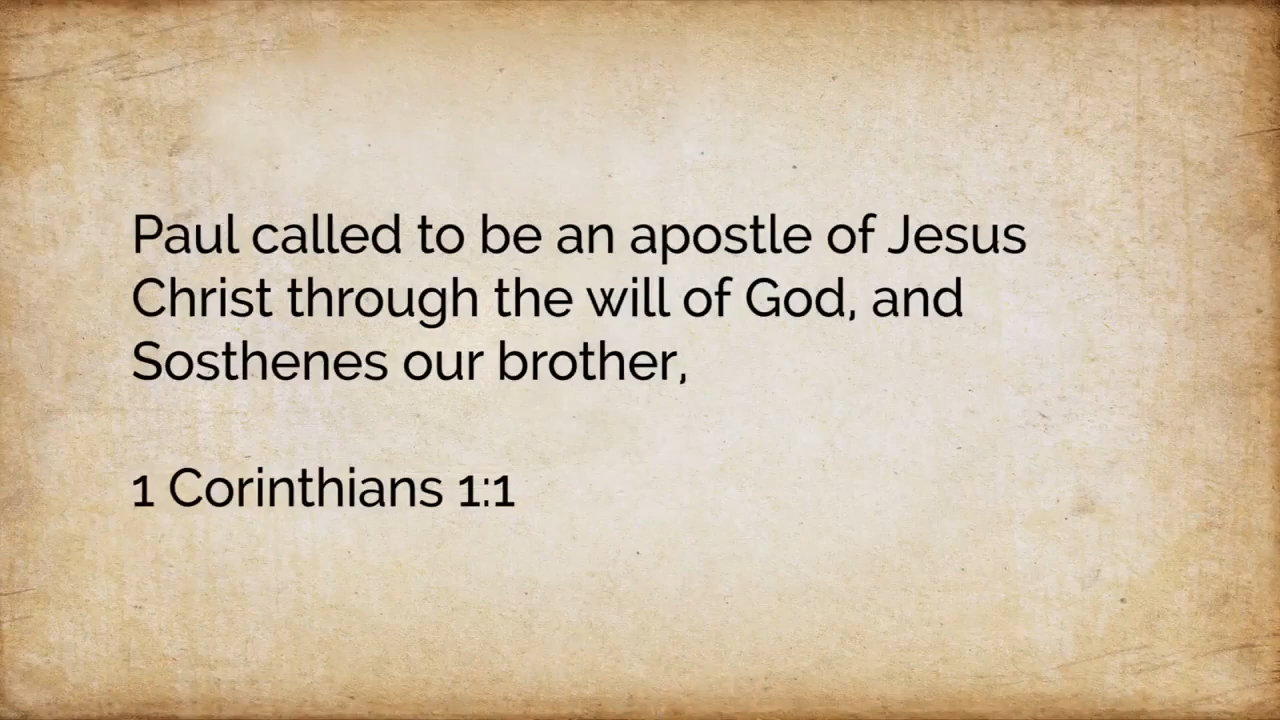 Paul called to be an apostle of Jesus
Christ through the will of God, and
Sosthenes our brother,
1 Corinthians 1:1